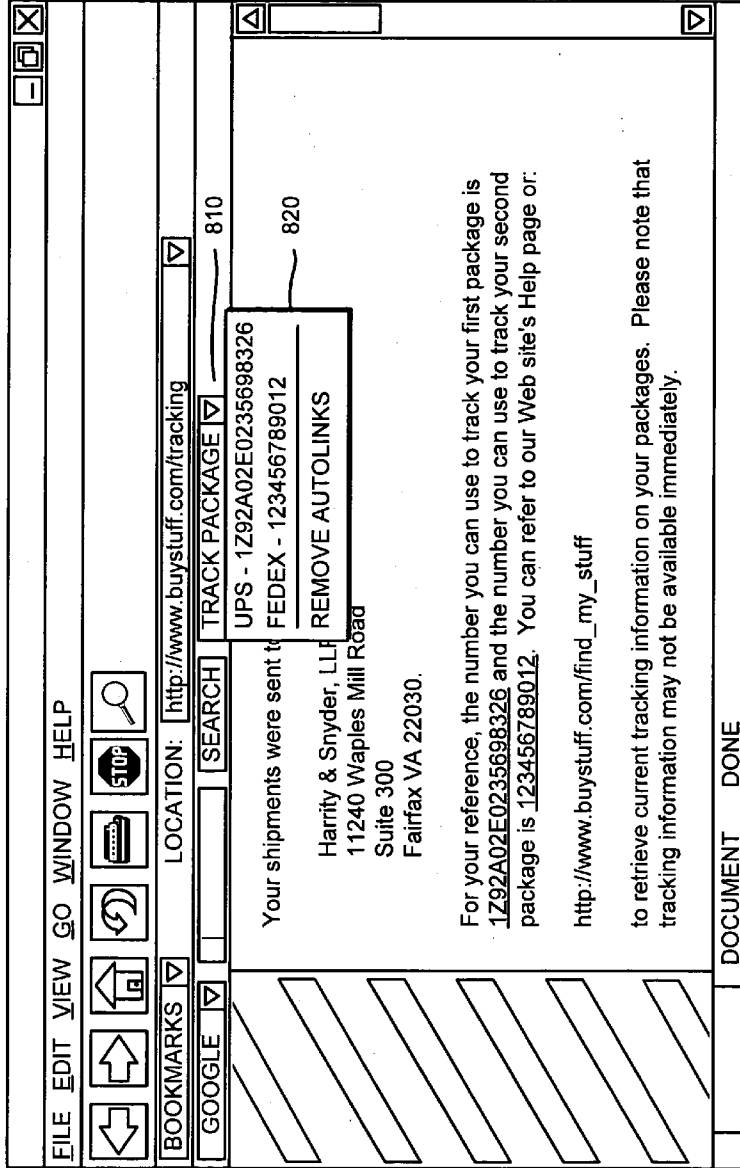 FILE EDIT VIEW GO WINDOW HELP
STOP
BOOKMARKS LOCATION: http://www.buystuff.com/tracking
GOOGLE SEARCH TRACK PACKAGE 810
UPS - 1Z92A02E0235698326
FEDEX - 123456789012 820
REMOVE AUTOLINKS
Your shipments were sent to
Harrity & Snyder, LLP
11240 Waples Mill Road
Suite 300
Fairfax VA 22030.
For your reference, the number you can use to track your first package is
1Z92A02E0235698326 and the number you can use to track your second
package is 123456789012. You can refer to our Web site's Help page or:
http://www.buystuff.com/find_my_stuff
to retrieve current tracking information on your packages. Please note that
tracking information may not be available immediately.
DOCUMENT DONE